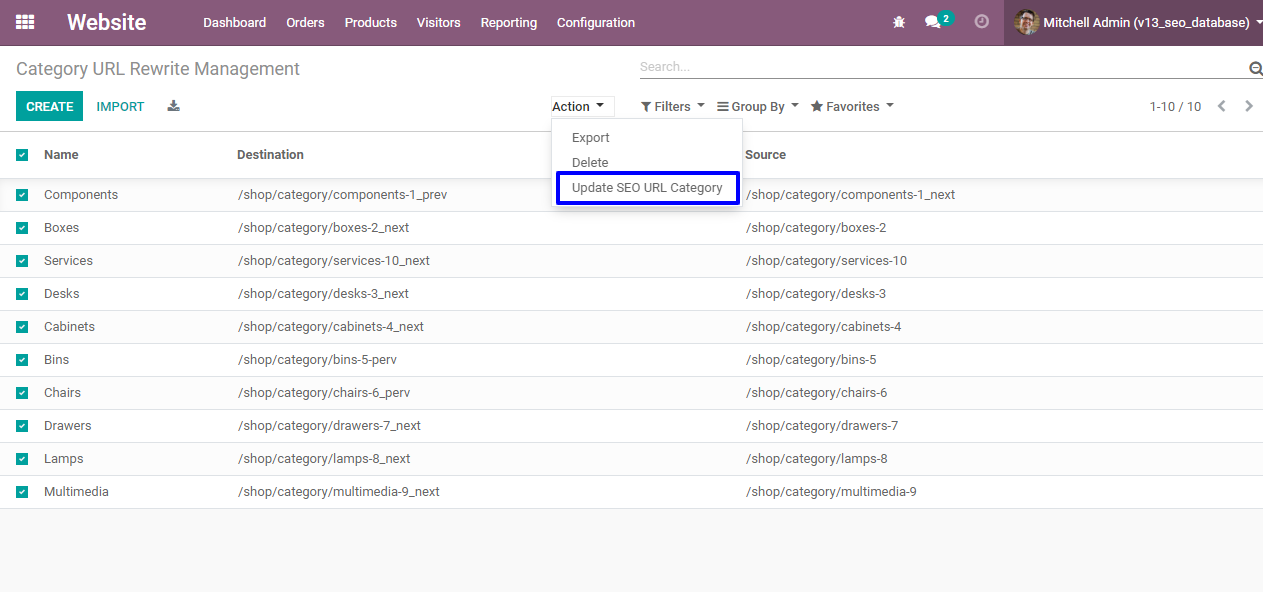 Website Dashboard Orders Products Visitors Reporting Configuration 2 Mitchell Admin (v13_seo_database)
Category URL Rewrite Management Search...
CREATE IMPORT Action Filters Group By Favorites 1-10 / 10
Export
Delete
Update SEO URL Category
Name Destination Source
Components /shop/category/components-1_prev /shop/category/components-1_next
Boxes /shop/category/boxes-2_next /shop/category/boxes-2
Services /shop/category/services-10_next /shop/category/services-10
Desks /shop/category/desks-3_next /shop/category/desks-3
Cabinets /shop/category/cabinets-4_next /shop/category/cabinets-4
Bins /shop/category/bins-5-perv /shop/category/bins-5
Chairs /shop/category/chairs-6_perv /shop/category/chairs-6
Drawers /shop/category/drawers-7_next /shop/category/drawers-7
Lamps /shop/category/lamps-8_next /shop/category/lamps-8
Multimedia /shop/category/multimedia-9_next /shop/category/multimedia-9